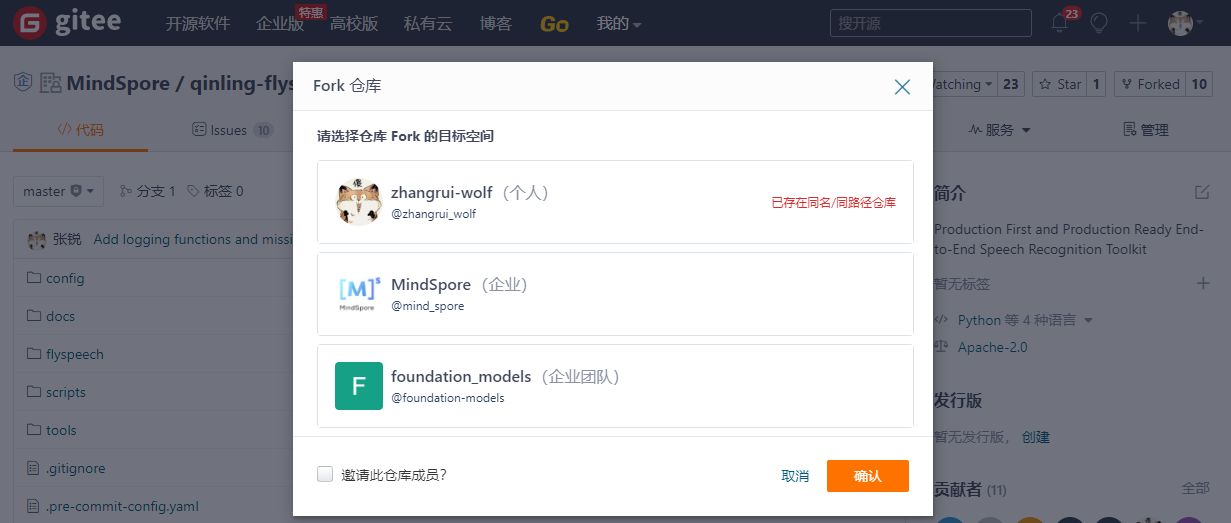 gitee
开源软件 企业版 特惠 高校版 私有云 博客 Go 我的
搜开源
23
MindSpore / qinling-flys
Watching 23 Star 1 Forked 10
代码 Issues 10 服务 管理
master 分支 1 标签 0
张锐 Add logging functions and missi
config
docs
flyspeech
scripts
tools
.gitignore
.pre-commit-config.yaml
Fork 仓库
请选择仓库 Fork 的目标空间
zhangrui-wolf（个人）
@zhangrui_wolf
已存在同名/同路径仓库
[M]s
MindSpore
MindSpore（企业）
@mind_spore
F
foundation_models（企业团队）
@foundation-models
邀请此仓库成员?
取消 确认
简介
Production First and Production Ready End-
to-End Speech Recognition Toolkit
暂无标签
Python 等 4 种语言
Apache-2.0
发行版
暂无发行版， 创建
贡献者 (11) 全部